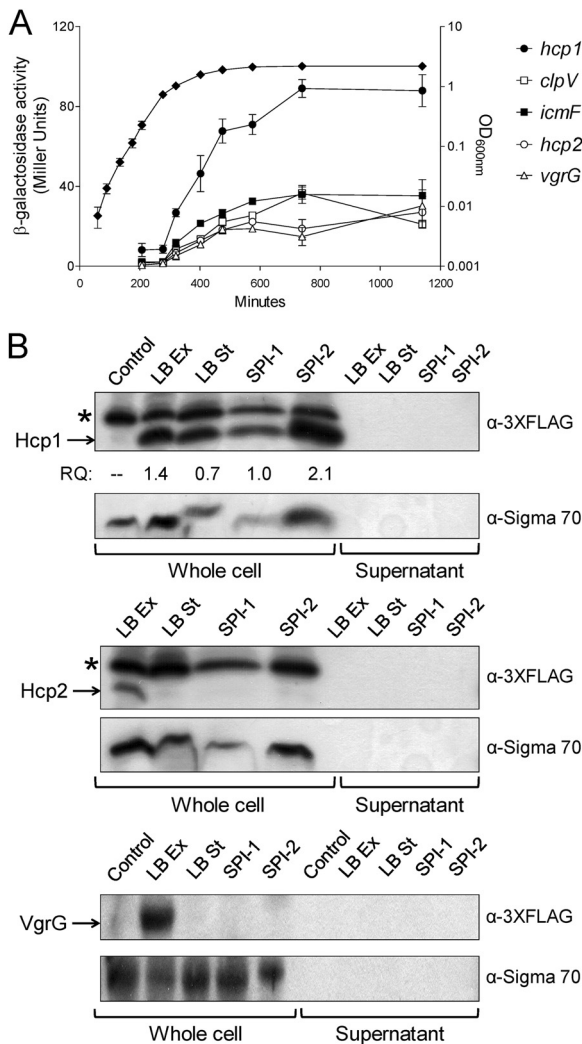 A
β-galactosidase activity
(Miller Units)
120
80
40
0
10
1
0.1
0.01
0.001
OD600nm
0 200 400 600 800 1000 1200
Minutes
hcp1
clpV
icmF
hcp2
vgrG
B
Control LB Ex LB St SPI-1 SPI-2 LB Ex LB St SPI-1 SPI-2
*
Hcp1
α-3XFLAG
RQ: -- 1.4 0.7 1.0 2.1
α-Sigma 70
Whole cell Supernatant
LB Ex LB St SPI-1 SPI-2 LB Ex LB St SPI-1 SPI-2
*
Hcp2
α-3XFLAG
α-Sigma 70
Whole cell Supernatant
Control LB Ex LB St SPI-1 SPI-2 Control LB Ex LB St SPI-1 SPI-2
VgrG
α-3XFLAG
α-Sigma 70
Whole cell Supernatant